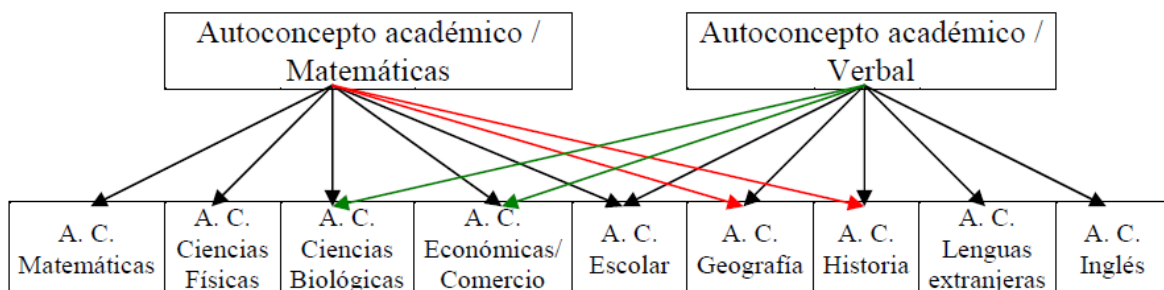 Autoconcepto académico /
Matemáticas
Autoconcepto académico /
Verbal
A. C.
Matemáticas
A. C.
Ciencias
Físicas
A. C.
Ciencias
Biológicas
A. C.
Económicas/
Comercio
A. C.
Escolar
A. C.
Geografía
A. C.
Historia
A. C.
Lenguas
extranjeras
A. C.
Inglés